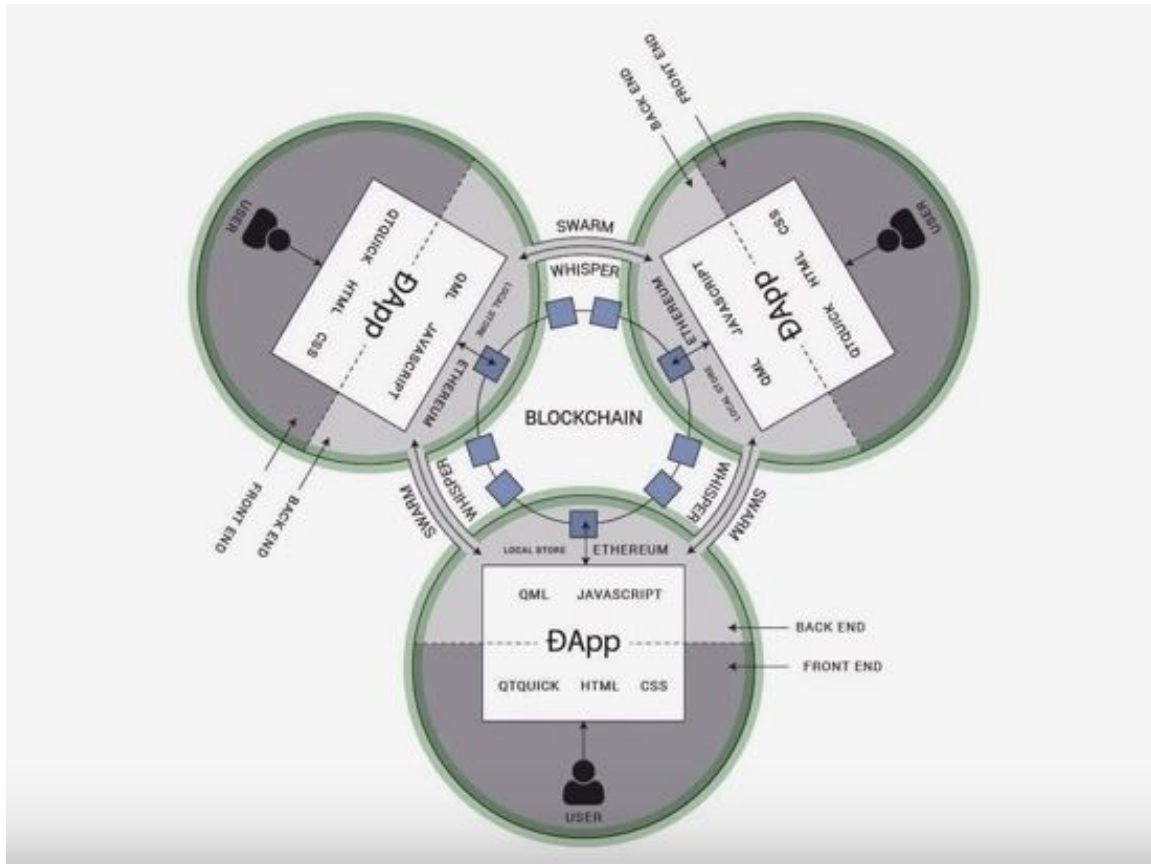 FRONT END
BACK END
USER
QTQUICK
HTML
CSS
ĐApp
QML
JAVASCRIPT
LOCAL STORE
ETHEREUM
FRONT END
BACK END
SWARM
WHISPER
USER
CSS
HTML
QTQUICK
ĐApp
JAVASCRIPT
QML
ETHEREUM
LOCAL STORE
BLOCKCHAIN
WHISPER
SWARM
WHISPER
SWARM
LOCAL STORE ETHEREUM
QML JAVASCRIPT
ĐApp
QTQUICK HTML CSS
BACK END
FRONT END
USER